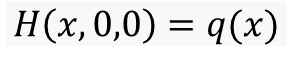 H(x, 0,0) = q(x)